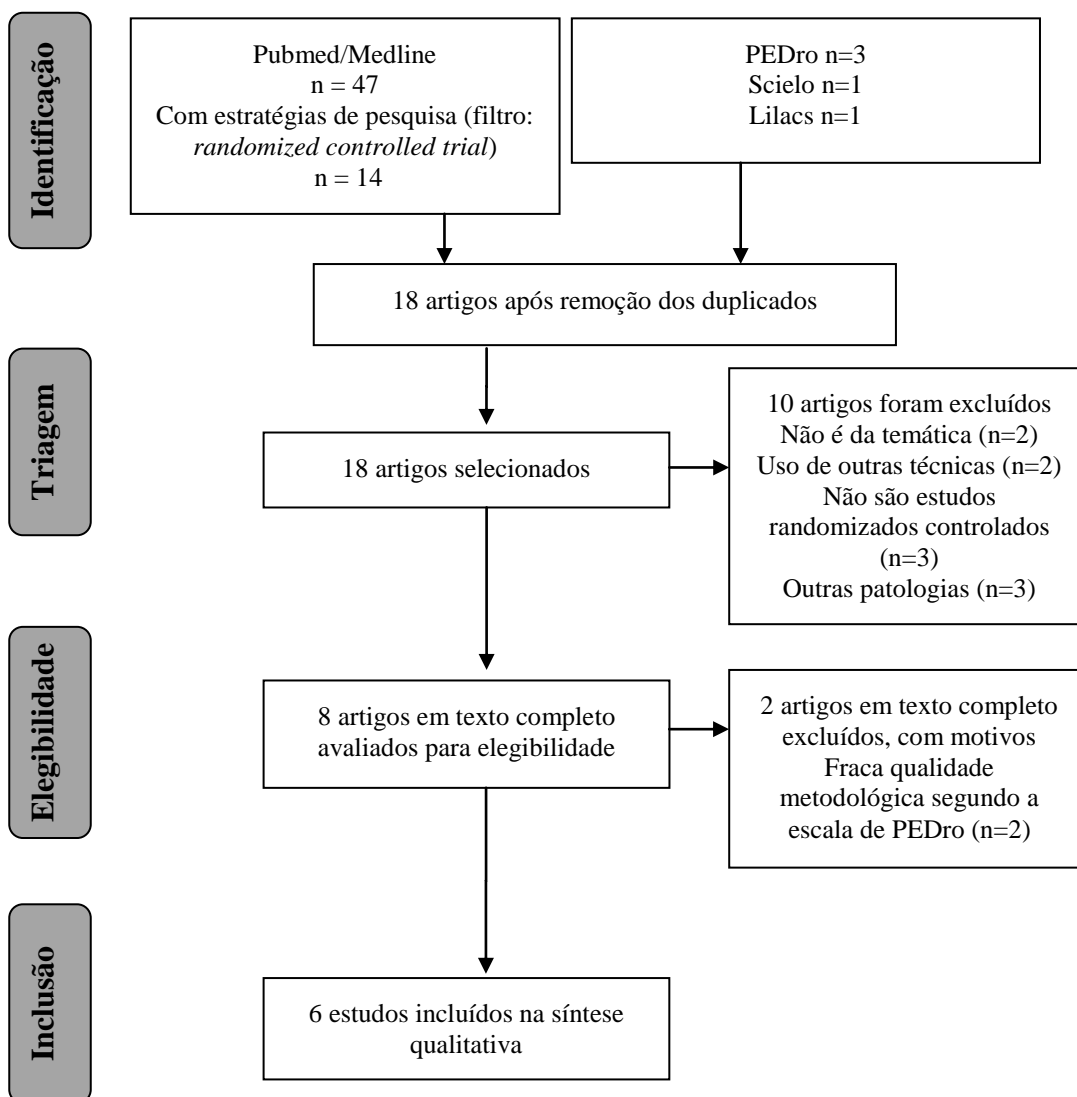 Identificação
Pubmed/Medline
n = 47
Com estratégias de pesquisa (filtro:
randomized controlled trial)
n = 14
PEDro n=3
Scielo n=1
Lilacs n=1
18 artigos após remoção dos duplicados
Triagem
18 artigos selecionados
10 artigos foram excluídos
Não é da temática (n=2)
Uso de outras técnicas (n=2)
Não são estudos
randomizados controlados
(n=3)
Outras patologias (n=3)
Elegibilidade
8 artigos em texto completo
avaliados para elegibilidade
2 artigos em texto completo
excluídos, com motivos
Fraca qualidade
metodológica segundo a
escala de PEDro (n=2)
Inclusão
6 estudos incluídos na síntese
qualitativa